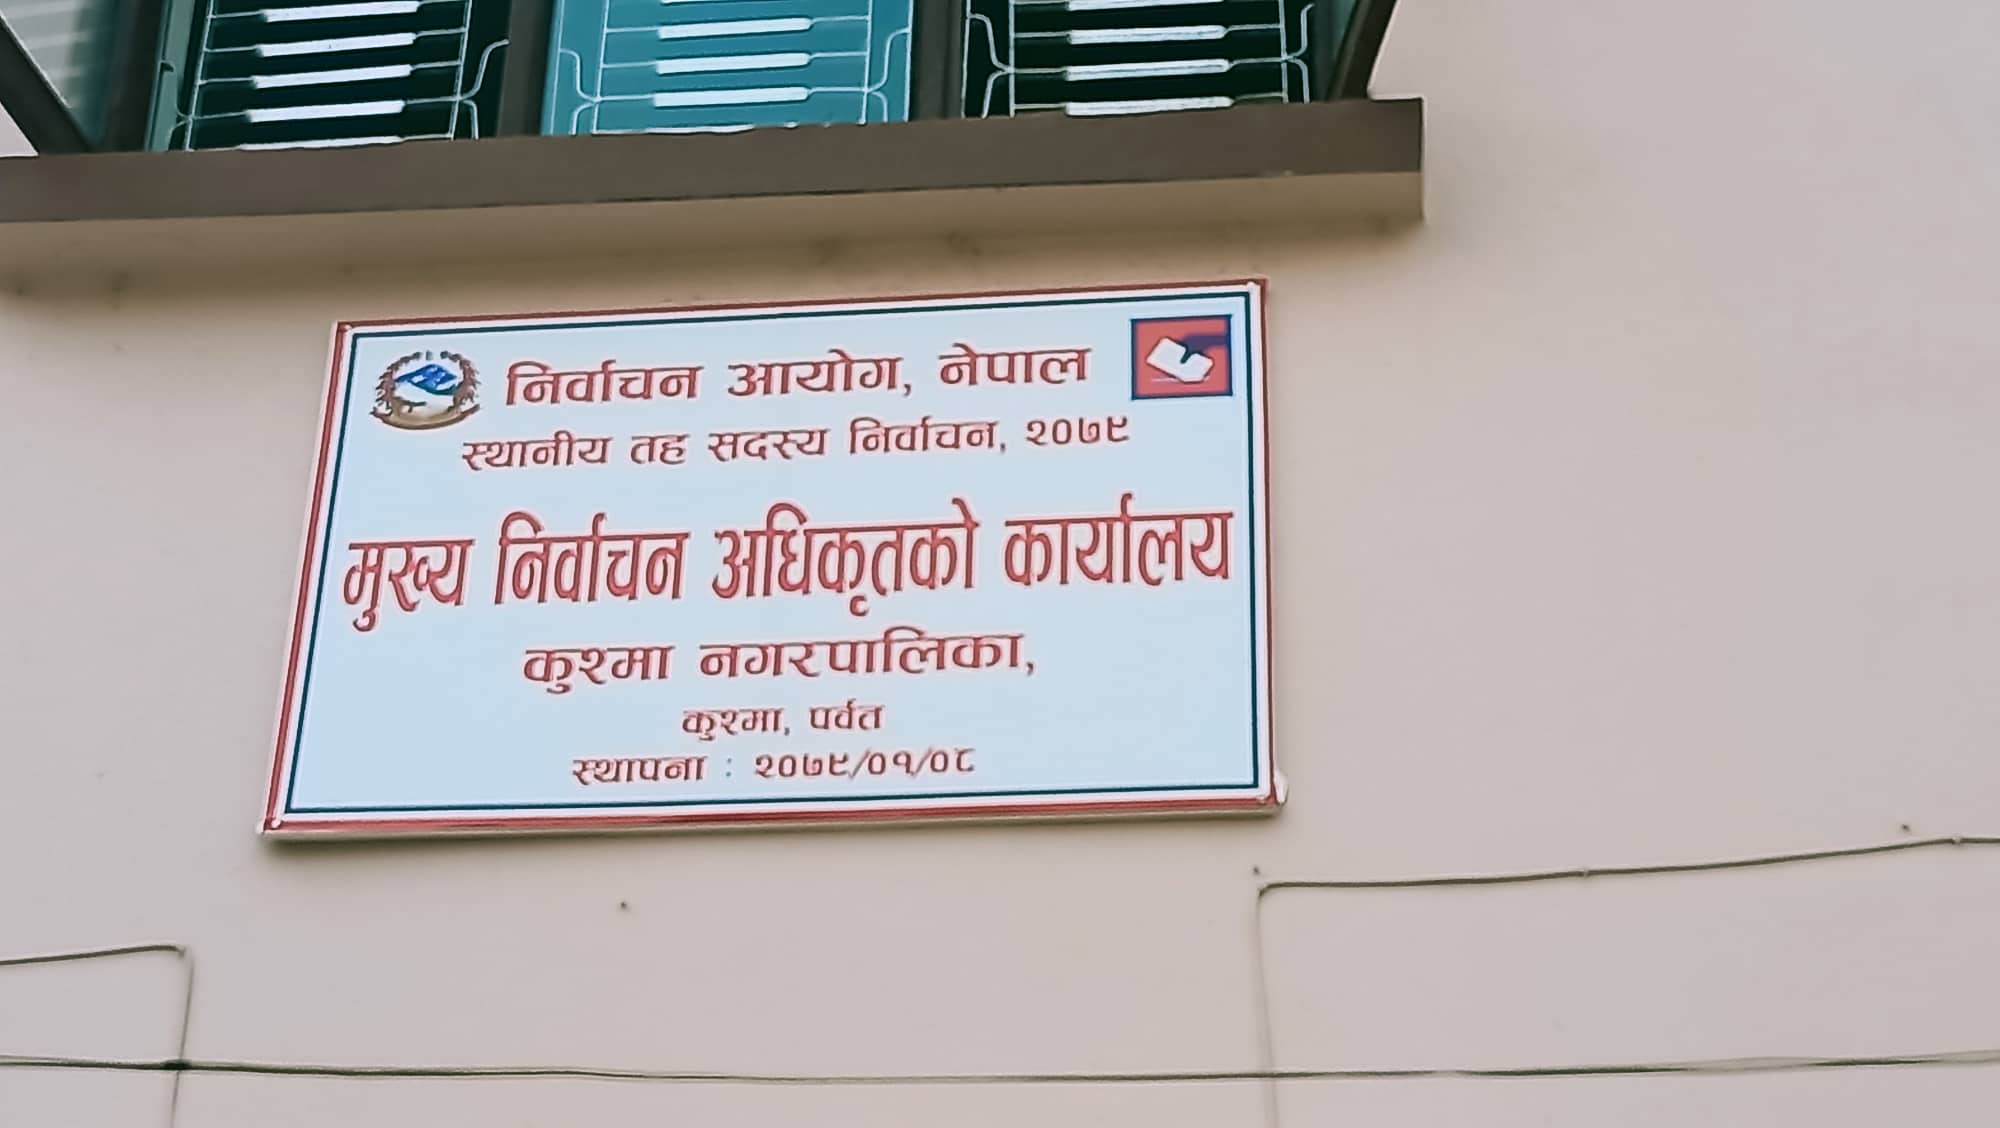 निर्वाचन आयोग, नेपाल
स्थानीय तह सदस्य निर्वाचन, २०७९
मुख्य निर्वाचन अधिकृतको कार्यालय
कुश्मा नगरपालिका,
कुश्मा, पर्वत
स्थापना : २०७९/०१/०८